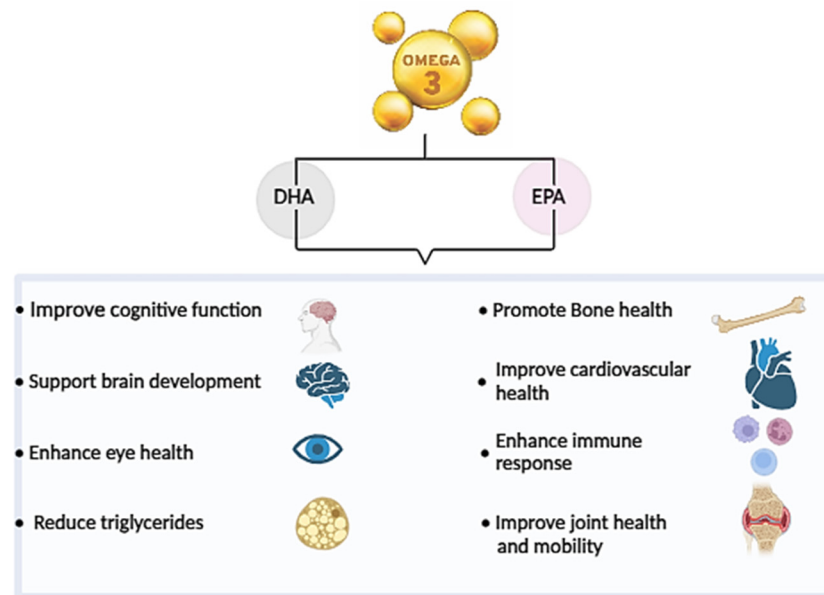 OMEGA
3
DHA
EPA
• Improve cognitive function
• Support brain development
• Enhance eye health
• Reduce triglycerides
• Promote Bone health
• Improve cardiovascular
health
• Enhance immune
response
• Improve joint health
and mobility